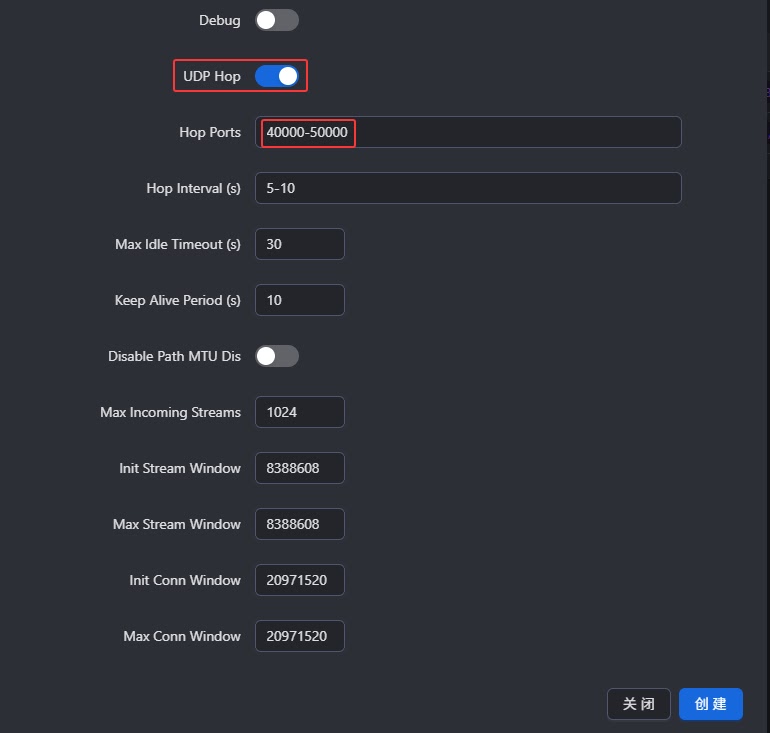 Debug
UDP Hop
Hop Ports 40000-50000
Hop Interval (s) 5-10
Max Idle Timeout (s) 30
Keep Alive Period (s) 10
Disable Path MTU Dis
Max Incoming Streams 1024
Init Stream Window 8388608
Max Stream Window 8388608
Init Conn Window 20971520
Max Conn Window 20971520
关闭 创建